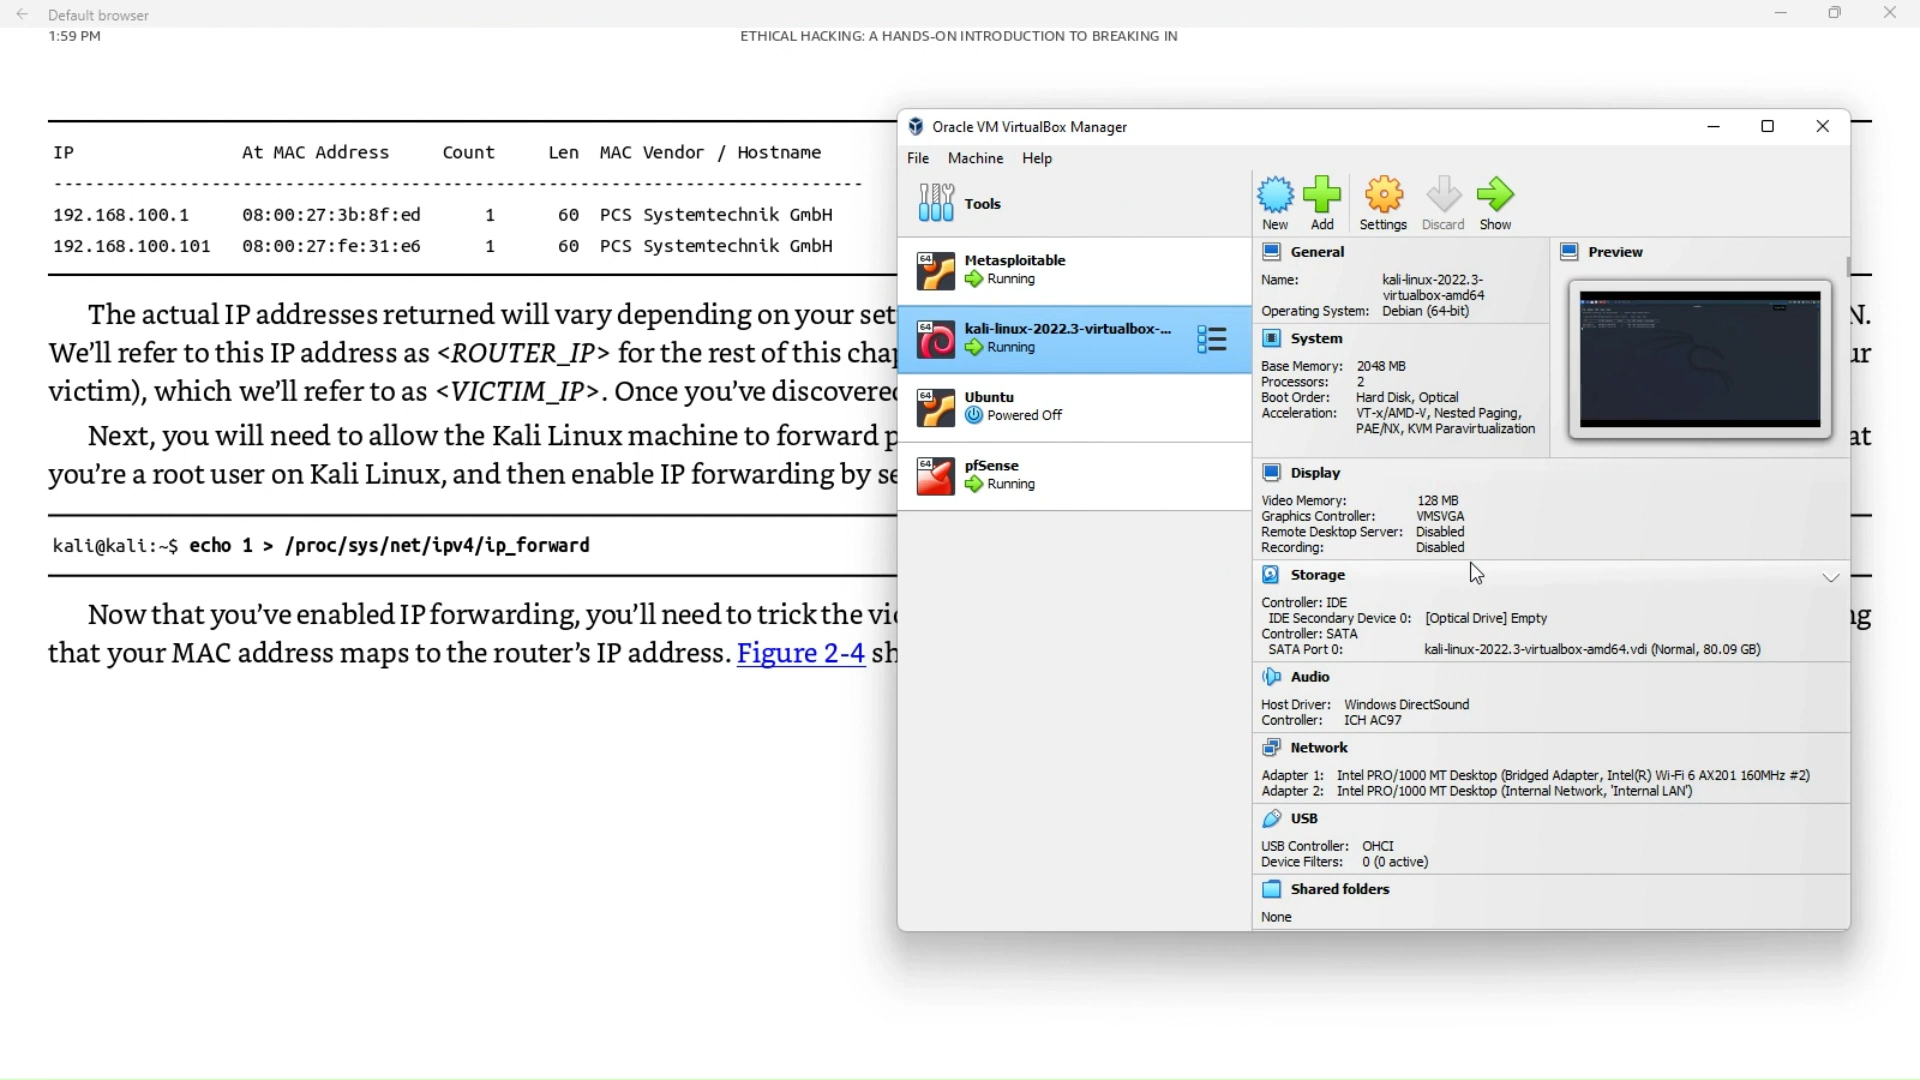 Default browser
1:59 PM
ETHICAL HACKING: A HANDS-ON INTRODUCTION TO BREAKING IN
IP At MAC Address Count Len MAC Vendor / Hostname
-----------------------------------------------------------------------------
192.168.100.1 08:00:27:3b:8f:ed 1 60 PCS Systemtechnik GmbH
192.168.100.101 08:00:27:fe:31:e6 1 60 PCS Systemtechnik GmbH
The actual IP addresses returned will vary depending on your set
N.
We'll refer to this IP address as <ROUTER_IP> for the rest of this chap
ur
victim), which we'll refer to as <VICTIM_IP>. Once you've discovered
Next, you will need to allow the Kali Linux machine to forward p
at
you're a root user on Kali Linux, and then enable IP forwarding by se
kali@kali:~$ echo 1 > /proc/sys/net/ipv4/ip_forward
Now that you've enabled IP forwarding, you'll need to trick the vic
ng
that your MAC address maps to the router's IP address. Figure 2-4 sh
Oracle VM VirtualBox Manager
File Machine Help
Tools
Metasploitable
64
Running
kali-linux-2022.3-virtualbox-...
64
Running
Ubuntu
64
Powered Off
pfSense
64
Running
New Add Settings Discard Show
General
Name: kali-linux-2022.3-
virtualbox-amd64
Operating System: Debian (64-bit)
Preview
System
Base Memory: 2048 MB
Processors: 2
Boot Order: Hard Disk, Optical
Acceleration: VT-x/AMD-V, Nested Paging,
PAE/NX, KVM Paravirtualization
Display
Video Memory: 128 MB
Graphics Controller: VMSVGA
Remote Desktop Server: Disabled
Recording: Disabled
Storage
Controller: IDE
IDE Secondary Device 0: [Optical Drive] Empty
Controller: SATA
SATA Port 0: kali-linux-2022.3-virtualbox-amd64.vdi (Normal, 80.09 GB)
Audio
Host Driver: Windows DirectSound
Controller: ICH AC97
Network
Adapter 1: Intel PRO/1000 MT Desktop (Bridged Adapter, Intel(R) Wi-Fi 6 AX201 160MHz #2)
Adapter 2: Intel PRO/1000 MT Desktop (Internal Network, 'Internal LAN')
USB
USB Controller: OHCI
Device Filters: 0 (0 active)
Shared folders
None